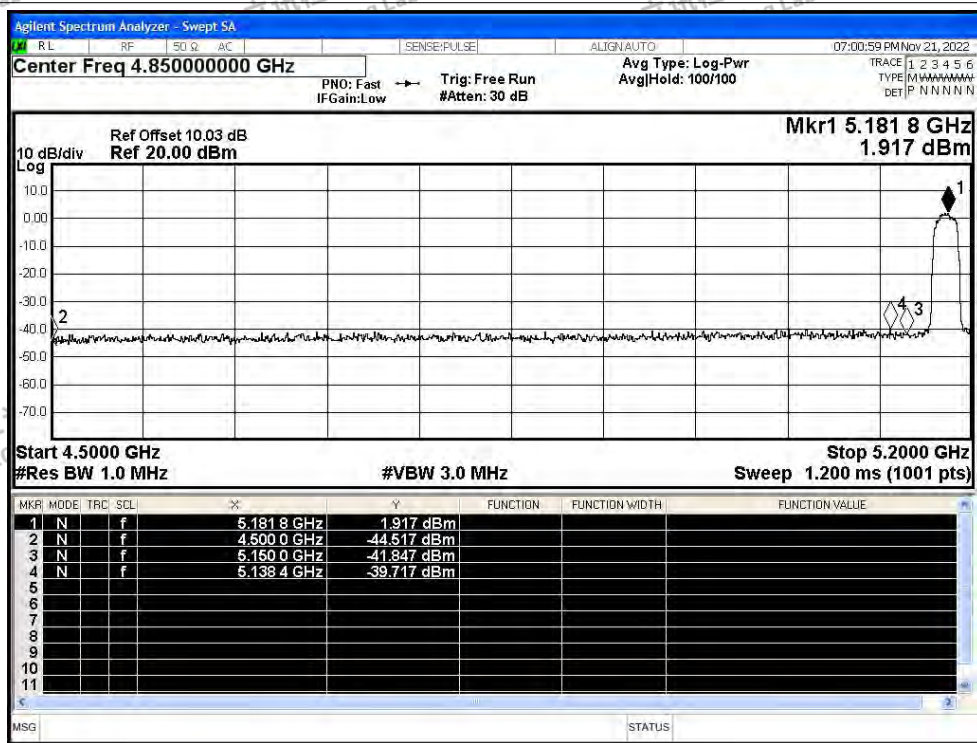 Agilent Spectrum Analyzer - Swept SA
RL RF 50 Ω AC SENSE:PULSE ALIGN AUTO 07:00:59 PM Nov 21, 2022
Center Freq 4.850000000 GHz Avg Type: Log-Pwr TRACE 1 2 3 4 5 6
PNO: Fast Trig: Free Run Avg|Hold: 100/100 TYPE M
IFGain:Low #Atten: 30 dB DET P N N N N N
Mkr1 5.181 8 GHz
Ref Offset 10.03 dB
10 dB/div Ref 20.00 dBm 1.917 dBm
Log
10.0
1
0.00
-10.0
-20.0
-30.0
2 4 3
-40.0
-50.0
-60.0
-70.0
Start 4.5000 GHz Stop 5.2000 GHz
#Res BW 1.0 MHz #VBW 3.0 MHz Sweep 1.200 ms (1001 pts)
MKR MODE TRC SCL X Y FUNCTION FUNCTION WIDTH FUNCTION VALUE
1 N f 5.181 8 GHz 1.917 dBm
2 N f 4.500 0 GHz -44.517 dBm
3 N f 5.150 0 GHz -41.847 dBm
4 N f 5.138 4 GHz -39.717 dBm
5
6
7
8
9
10
11
MSG STATUS